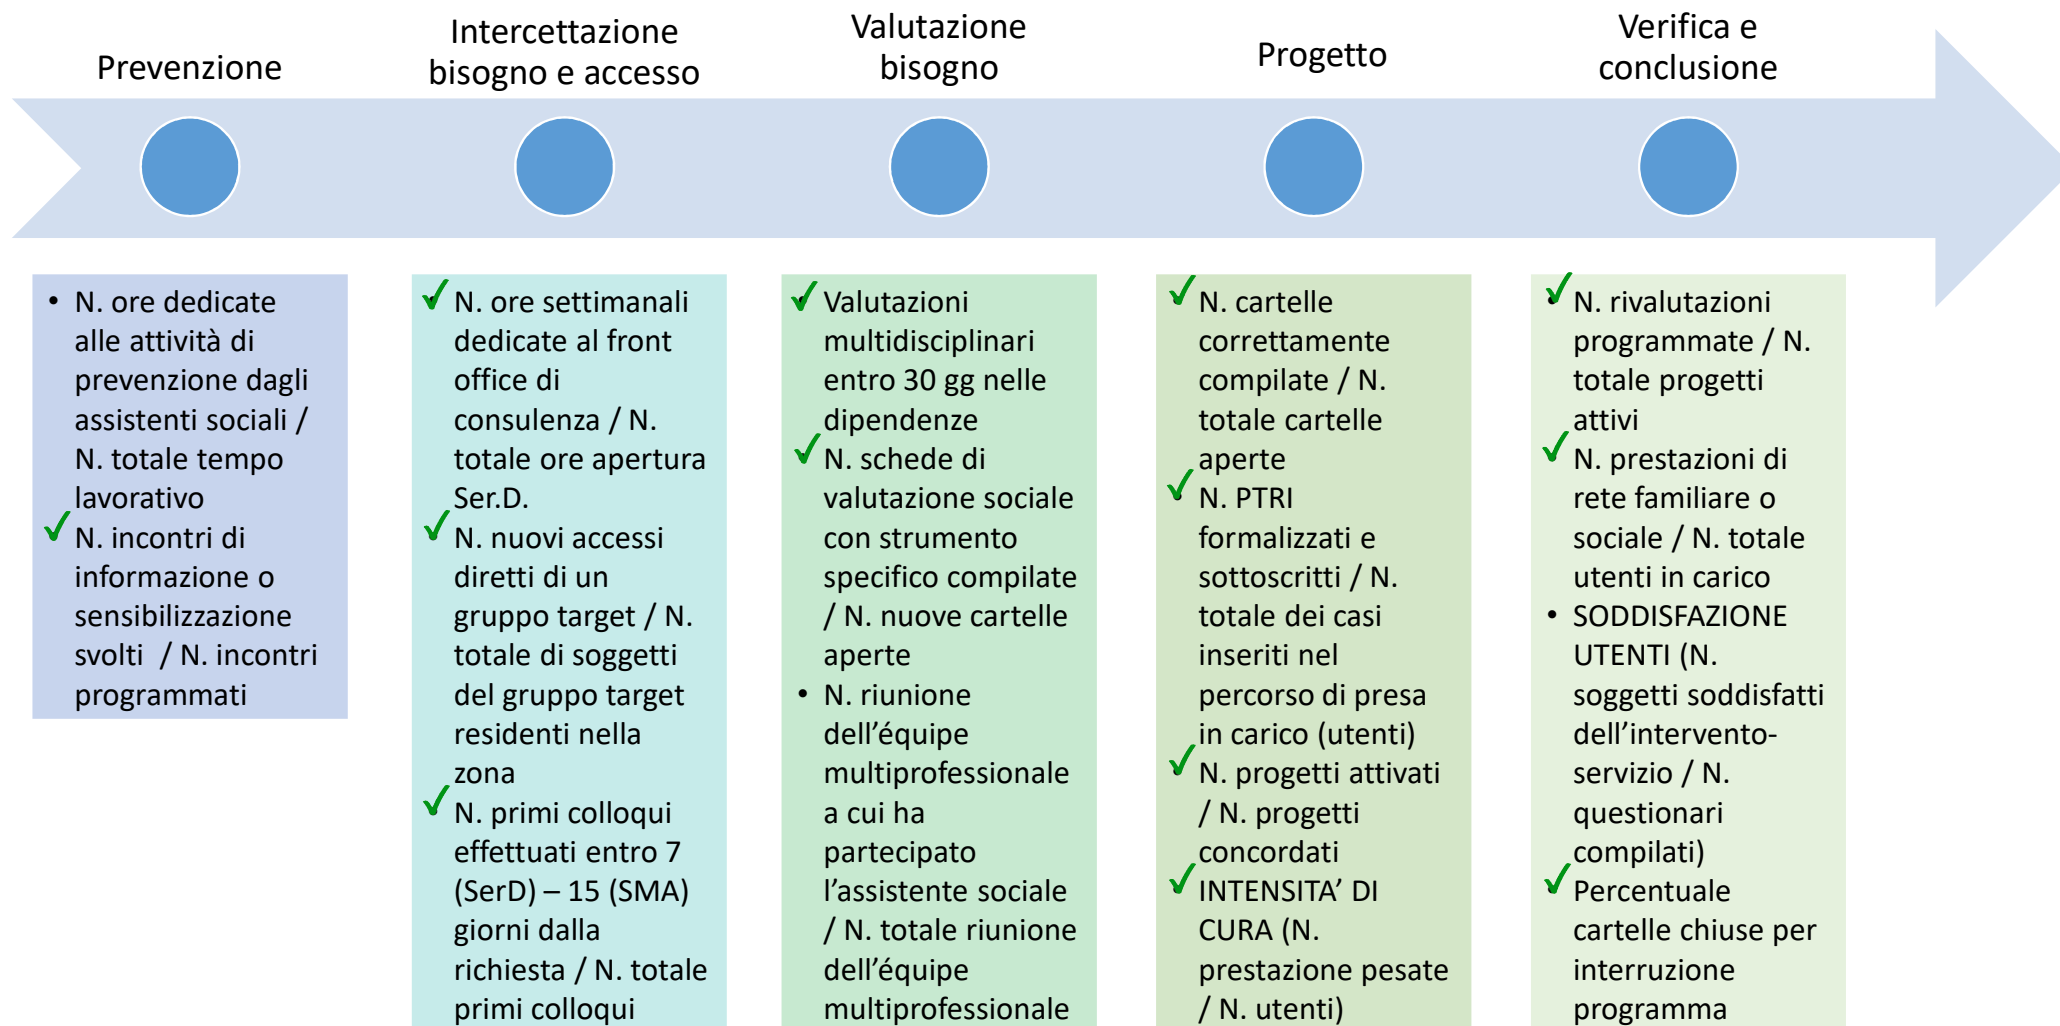 Prevenzione
Intercettazione
bisogno e accesso
Valutazione
bisogno
Progetto
Verifica e
conclusione
• N. ore dedicate
alle attività di
prevenzione dagli
assistenti sociali /
N. totale tempo
lavorativo
✓ N. incontri di
informazione o
sensibilizzazione
svolti / N. incontri
programmati
✓ N. ore settimanali
dedicate al front
office di
consulenza / N.
totale ore apertura
Ser.D.
✓ N. nuovi accessi
diretti di un
gruppo target / N.
totale di soggetti
del gruppo target
residenti nella
zona
✓ N. primi colloqui
effettuati entro 7
(SerD) – 15 (SMA)
giorni dalla
richiesta / N. totale
primi colloqui
✓ Valutazioni
multidisciplinari
entro 30 gg nelle
dipendenze
✓ N. schede di
valutazione sociale
con strumento
specifico compilate
/ N. nuove cartelle
aperte
• N. riunione
dell’équipe
multiprofessionale
a cui ha
partecipato
l’assistente sociale
/ N. totale riunione
dell’équipe
multiprofessionale
✓ N. cartelle
correttamente
compilate / N.
totale cartelle
aperte
✓ N. PTRI
formalizzati e
sottoscritti / N.
totale dei casi
inseriti nel
percorso di presa
in carico (utenti)
✓ N. progetti attivati
/ N. progetti
concordati
✓ INTENSITA’ DI
CURA (N.
prestazione pesate
/ N. utenti)
✓ N. rivalutazioni
programmate / N.
totale progetti
attivi
✓ N. prestazioni di
rete familiare o
sociale / N. totale
utenti in carico
• SODDISFAZIONE
UTENTI (N.
soggetti soddisfatti
dell’intervento-
servizio / N.
questionari
compilati)
✓ Percentuale
cartelle chiuse per
interruzione
programma